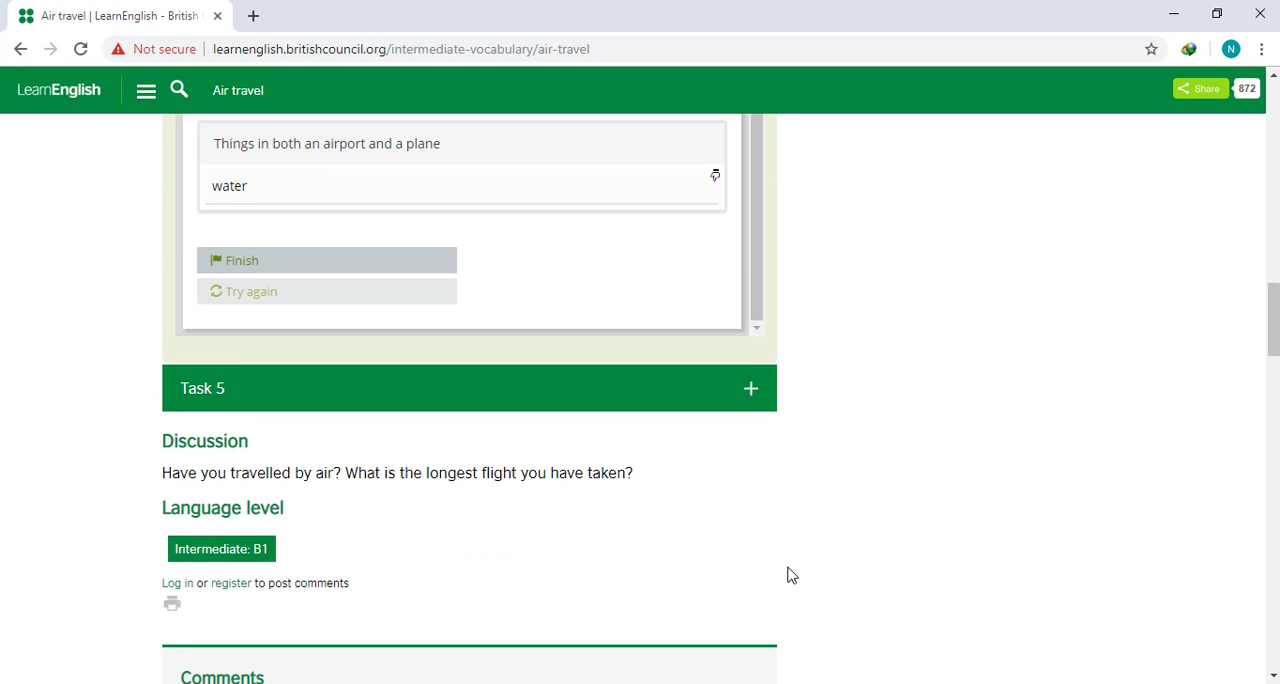 Air travel | LearnEnglish - British C
Not secure learnenglish.britishcouncil.org/intermediate-vocabulary/air-travel
N
LearnEnglish Air travel Share 872
Things in both an airport and a plane
water
Finish
Try again
Task 5 +
Discussion
Have you travelled by air? What is the longest flight you have taken?
Language level
Intermediate: B1
Log in or register to post comments
Comments